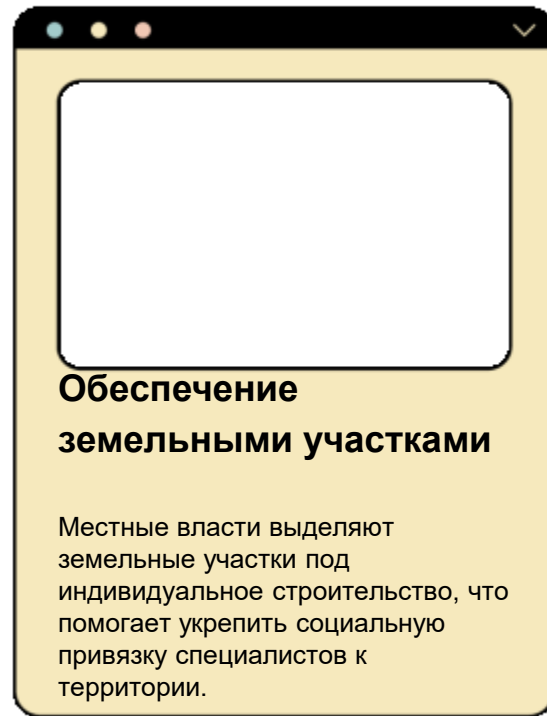 Обеспечение
земельными участками
Местные власти выделяют
земельные участки под
индивидуальное строительство, что
помогает укрепить социальную
привязку специалистов к
территории.